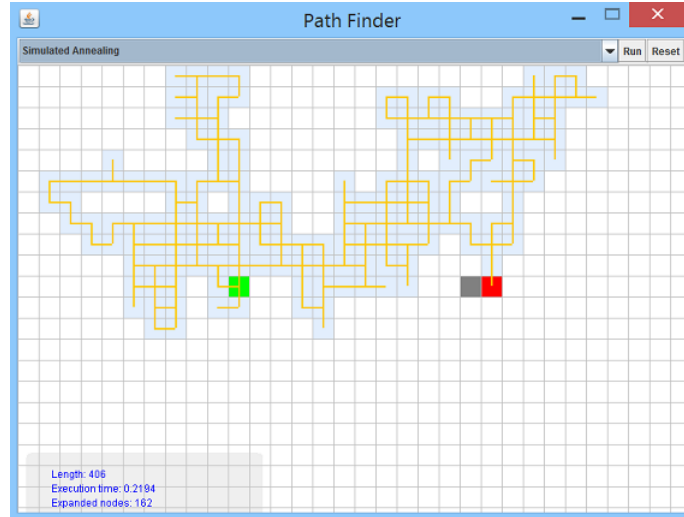 Path Finder
Simulated Annealing
Run Reset
Length: 406
Execution time: 0.2194
Expanded nodes: 162